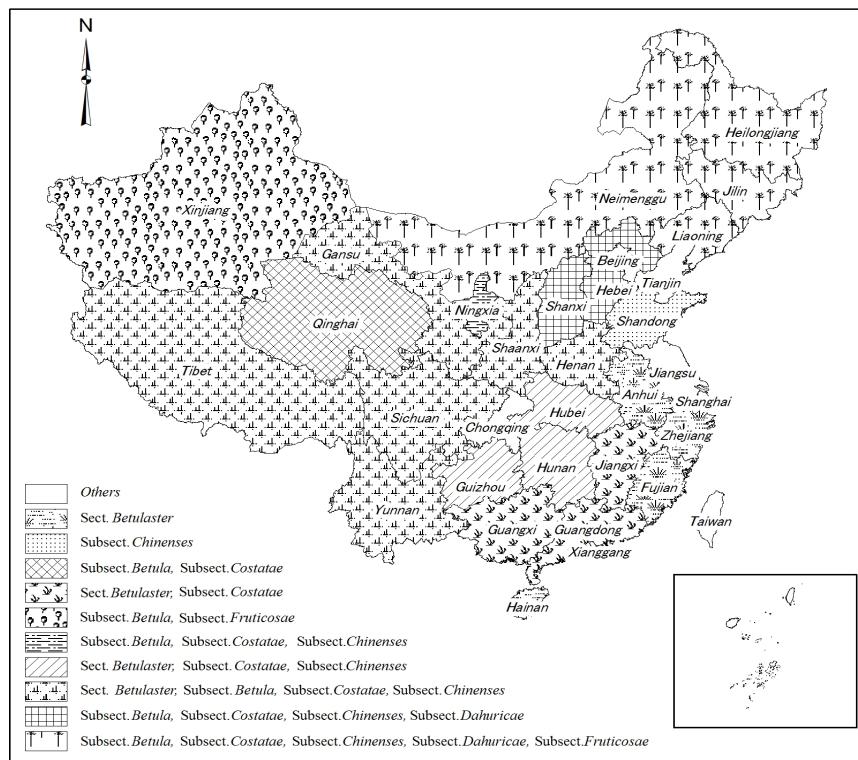 N
Heilongjiang
Jilin
Neimenggu
Liaoning
Xinjiang
Gansu
Beijing
Tianjin
Hebei
Ningxia
Shanxi
Shandong
Qinghai
Shaanxi
Henan
Jiangsu
Tibet
Anhui
Shanghai
Sichuan
Hubei
Chongqing
Zhejiang
Hunan
Jiangxi
Guizhou
Fujian
Yunnan
Taiwan
Guangxi
Guangdong
Xianggang
Hainan
Others
Sect. Betulaster
Subsect. Chinenses
Subsect. Betula, Subsect. Costatae
Sect. Betulaster, Subsect. Costatae
Subsect. Betula, Subsect. Fruticosae
Subsect. Betula, Subsect. Costatae, Subsect. Chinenses
Sect. Betulaster, Subsect. Costatae, Subsect. Chinenses
Sect. Betulaster, Subsect. Betula, Subsect. Costatae, Subsect. Chinenses
Subsect. Betula, Subsect. Costatae, Subsect. Chinenses, Subsect. Dahuricae
Subsect. Betula, Subsect. Costatae, Subsect. Chinenses, Subsect. Dahuricae, Subsect. Fruticosae